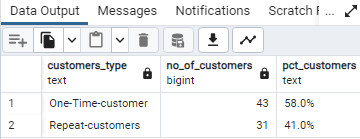 Data Output Messages Notifications Scratch F ...
customers_type no_of_customers pct_customers
text bigint text
1 One-Time-customer 43 58.0%
2 Repeat-customers 31 41.0%